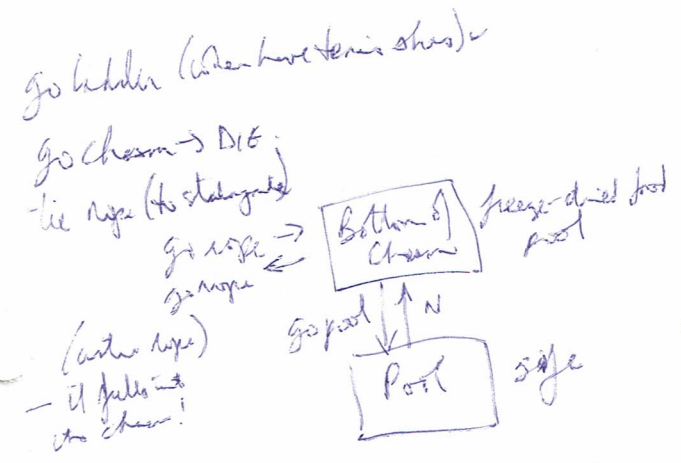 go ladder (when have tennis shoes)
go chasm → DIE.
tie rope (to stalagmite)
go rope →
go rope ←
Bottom of
Chasm
freeze-dried food
pool
go pool
N
(untie rope)
— it falls into
the chasm!
Pool
safe